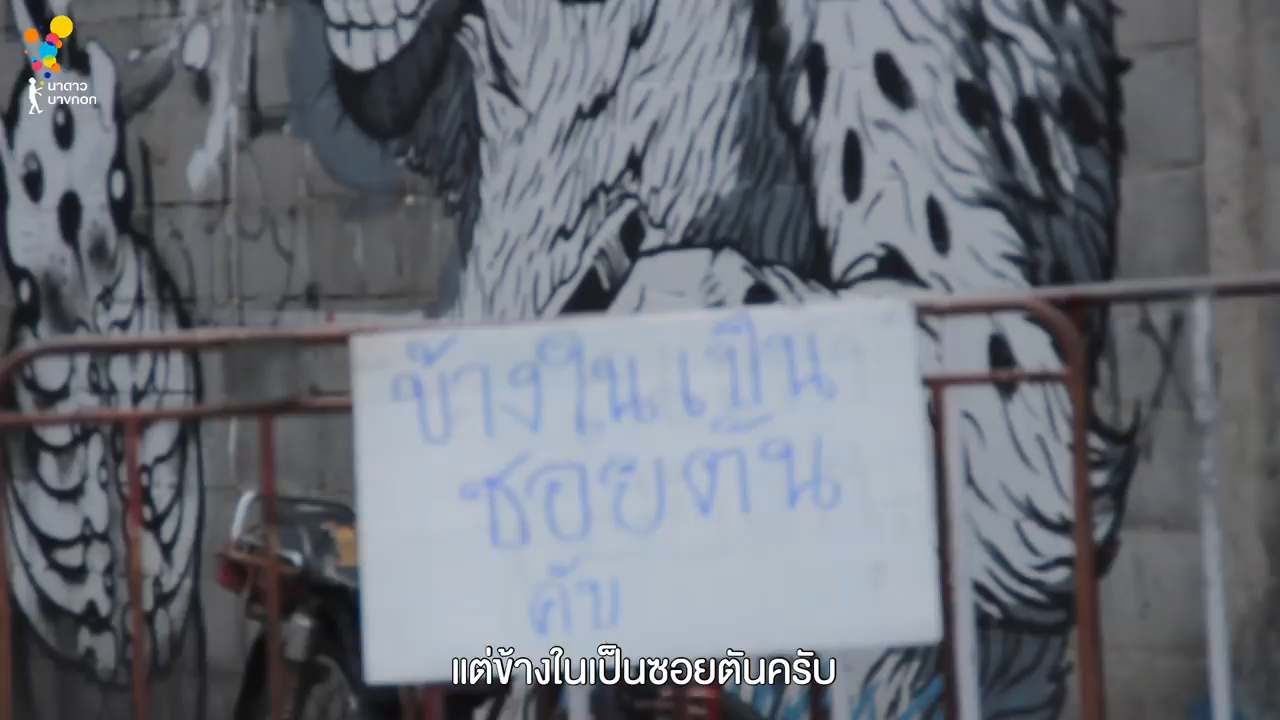 นาดาว
บางกอก
ข้างในเป็น
ซอยตัน
คับ
แต่ข้างในเป็นซอยตันครับ